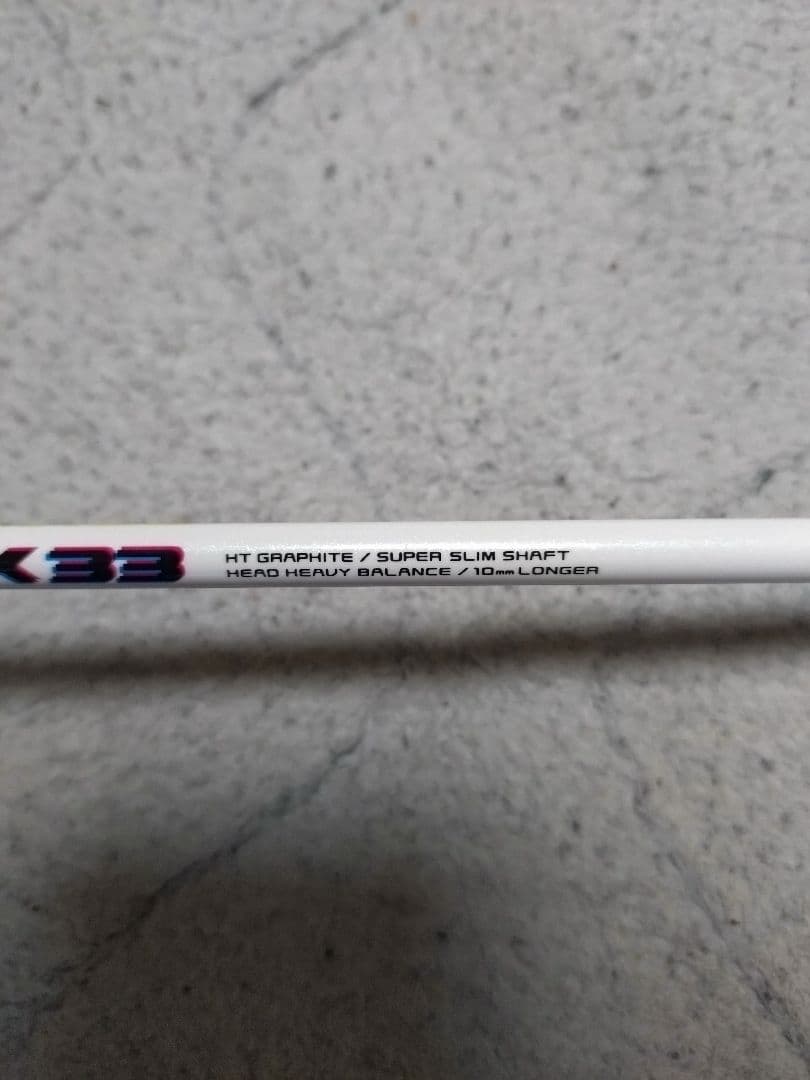 33
HT GRAPHITE / SUPER SLIM SHAFT
HEAD HEAVY BALANCE / 10mm LONGER